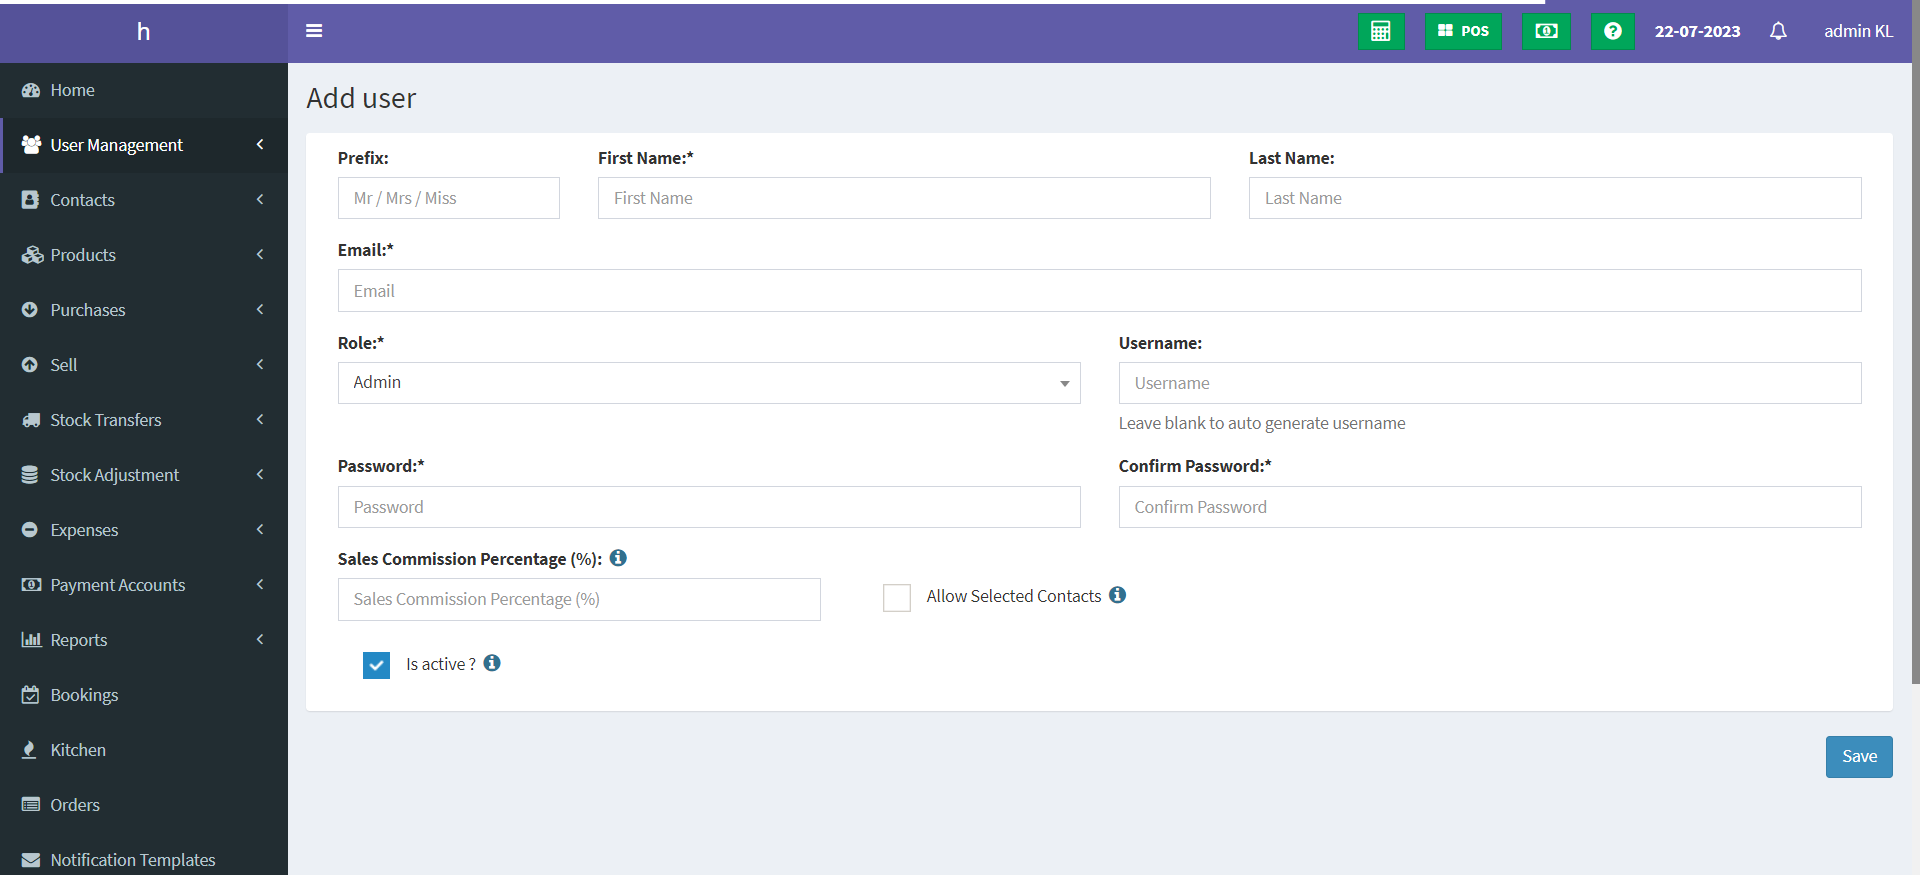 h
POS
22-07-2023
admin KL
Home
User Management
Contacts
Products
Purchases
Sell
Stock Transfers
Stock Adjustment
Expenses
Payment Accounts
Reports
Bookings
Kitchen
Orders
Notification Templates
Add user
Prefix:
Mr / Mrs / Miss
First Name:*
First Name
Last Name:
Last Name
Email:*
Email
Role:*
Admin
Username:
Username
Leave blank to auto generate username
Password:*
Password
Confirm Password:*
Confirm Password
Sales Commission Percentage (%):
Sales Commission Percentage (%)
Allow Selected Contacts
Is active ?
Save